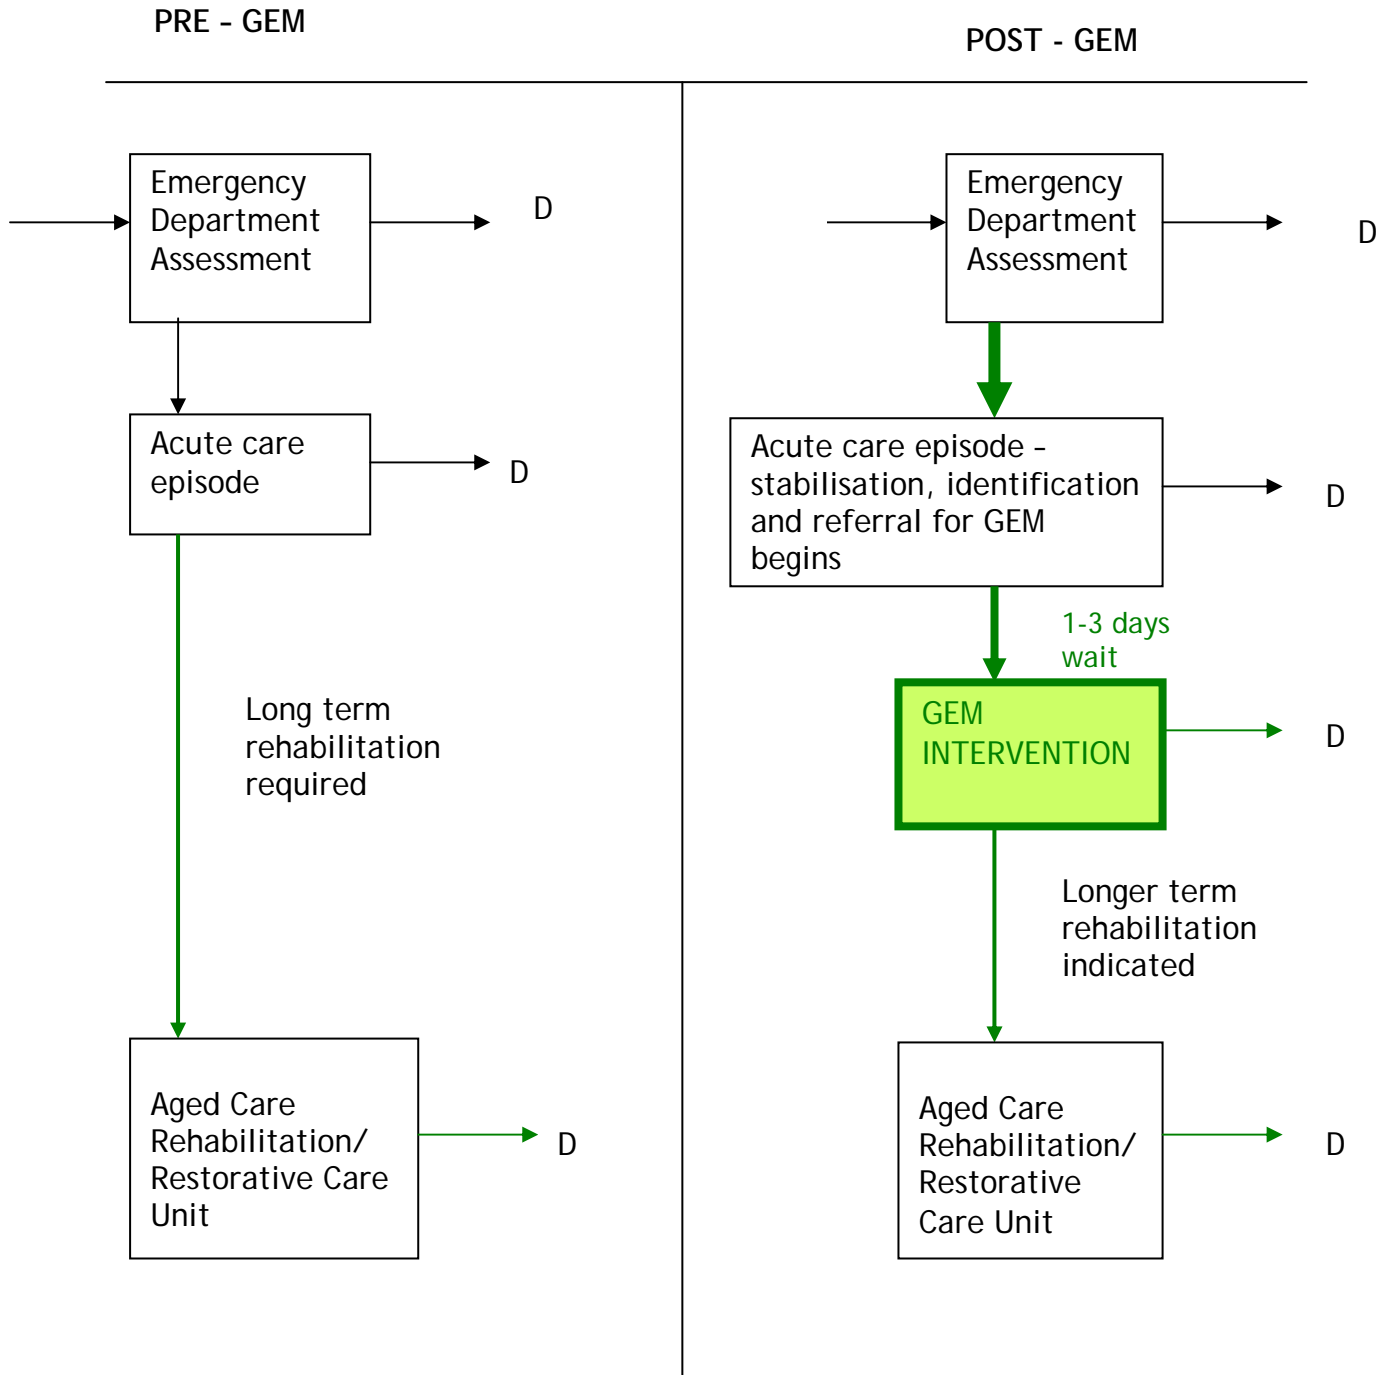 PRE – GEM
POST - GEM
Emergency
Department
Assessment
D
Acute care
episode
D
Long term
rehabilitation
required
Aged Care
Rehabilitation/
Restorative Care
Unit
D
Emergency
Department
Assessment
D
Acute care episode –
stabilisation, identification
and referral for GEM
begins
D
1-3 days
wait
GEM
INTERVENTION
D
Longer term
rehabilitation
indicated
Aged Care
Rehabilitation/
Restorative
Care Unit
D